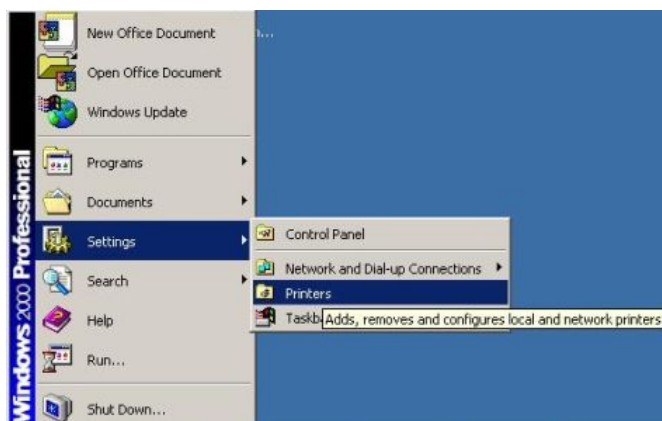 New Office Document
Open Office Document
Windows Update
Programs
Documents
Settings
Search
Help
Run...
Shut Down...
Control Panel
Network and Dial-up Connections
Printers
Adds, removes and configures local and network printers
Windows 2000 Professional